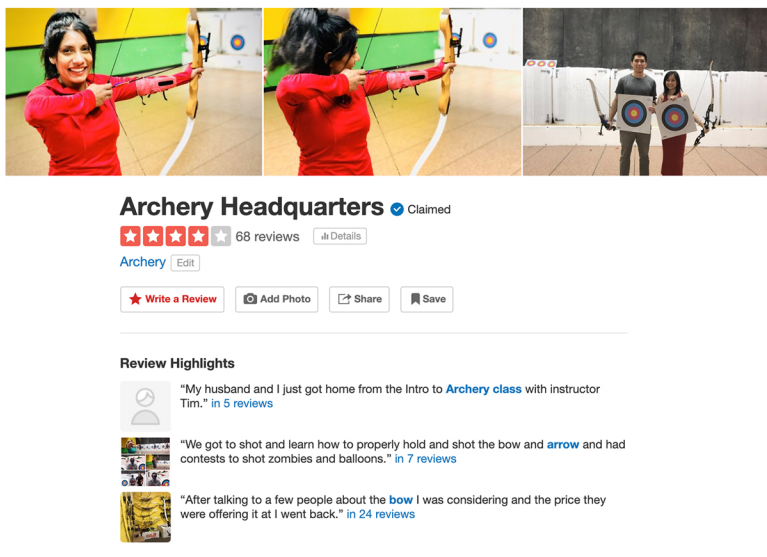 Archery Headquarters Claimed
68 reviews Details
Archery Edit
Write a Review Add Photo Share Save
Review Highlights
“My husband and I just got home from the Intro to Archery class with instructor
Tim.” in 5 reviews
“We got to shot and learn how to properly hold and shot the bow and arrow and had
contests to shot zombies and balloons.” in 7 reviews
“After talking to a few people about the bow I was considering and the price they
were offering it at I went back.” in 24 reviews